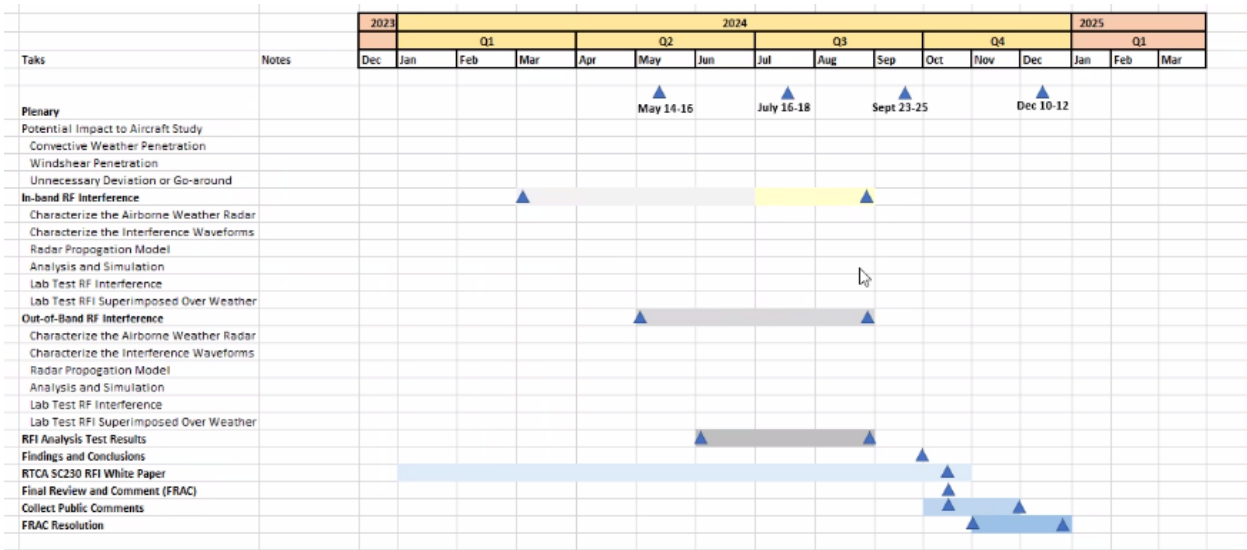 2023 2024 2025
Q1 Q2 Q3 Q4 Q1
Taks Notes Dec Jan Feb Mar Apr May Jun Jul Aug Sep Oct Nov Dec Jan Feb Mar
Plenary May 14-16 July 16-18 Sept 23-25 Dec 10-12
Potential Impact to Aircraft Study
Convective Weather Penetration
Windshear Penetration
Unnecessary Deviation or Go-around
In-band RF Interference
Characterize the Airborne Weather Radar
Characterize the Interference Waveforms
Radar Propogation Model
Analysis and Simulation
Lab Test RF Interference
Lab Test RFI Superimposed Over Weather
Out-of-Band RF Interference
Characterize the Airborne Weather Radar
Characterize the Interference Waveforms
Radar Propogation Model
Analysis and Simulation
Lab Test RF Interference
Lab Test RFI Superimposed Over Weather
RFI Analysis Test Results
Findings and Conclusions
RTCA SC230 RFI White Paper
Final Review and Comment (FRAC)
Collect Public Comments
FRAC Resolution